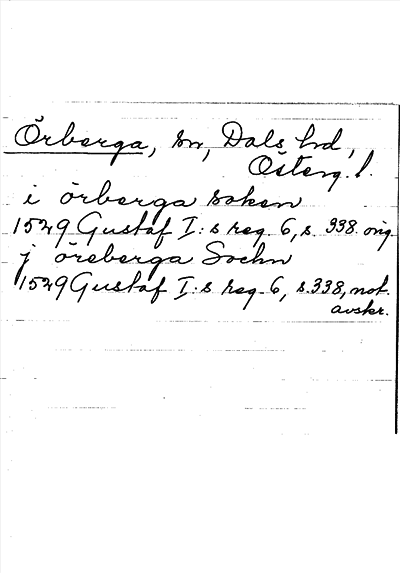 Örberga, sn, Dals hd,
Österg. l.
i örberga soken
1529 Gustaf I:s reg. 6, s. 338. orig.
j öreberga Sochn
1529 Gustaf I:s reg. 6, s. 338, not.
avskr.